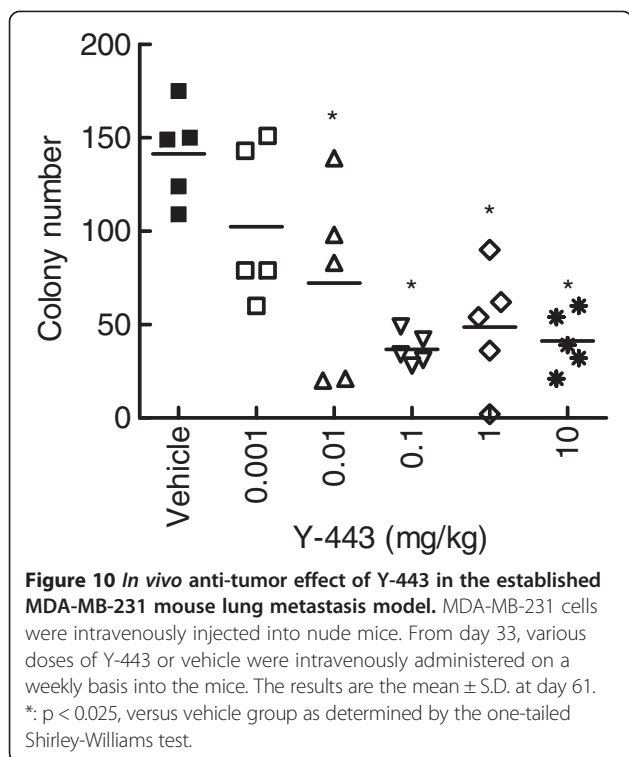 200
150
100
50
0
Colony number
*
*
*
*
Vehicle
0.001
0.01
0.1
1
10
Y-443 (mg/kg)
Figure 10 In vivo anti-tumor effect of Y-443 in the established
MDA-MB-231 mouse lung metastasis model. MDA-MB-231 cells
were intravenously injected into nude mice. From day 33, various
doses of Y-443 or vehicle were intravenously administered on a
weekly basis into the mice. The results are the mean ± S.D. at day 61.
*: p < 0.025, versus vehicle group as determined by the one-tailed
Shirley-Williams test.